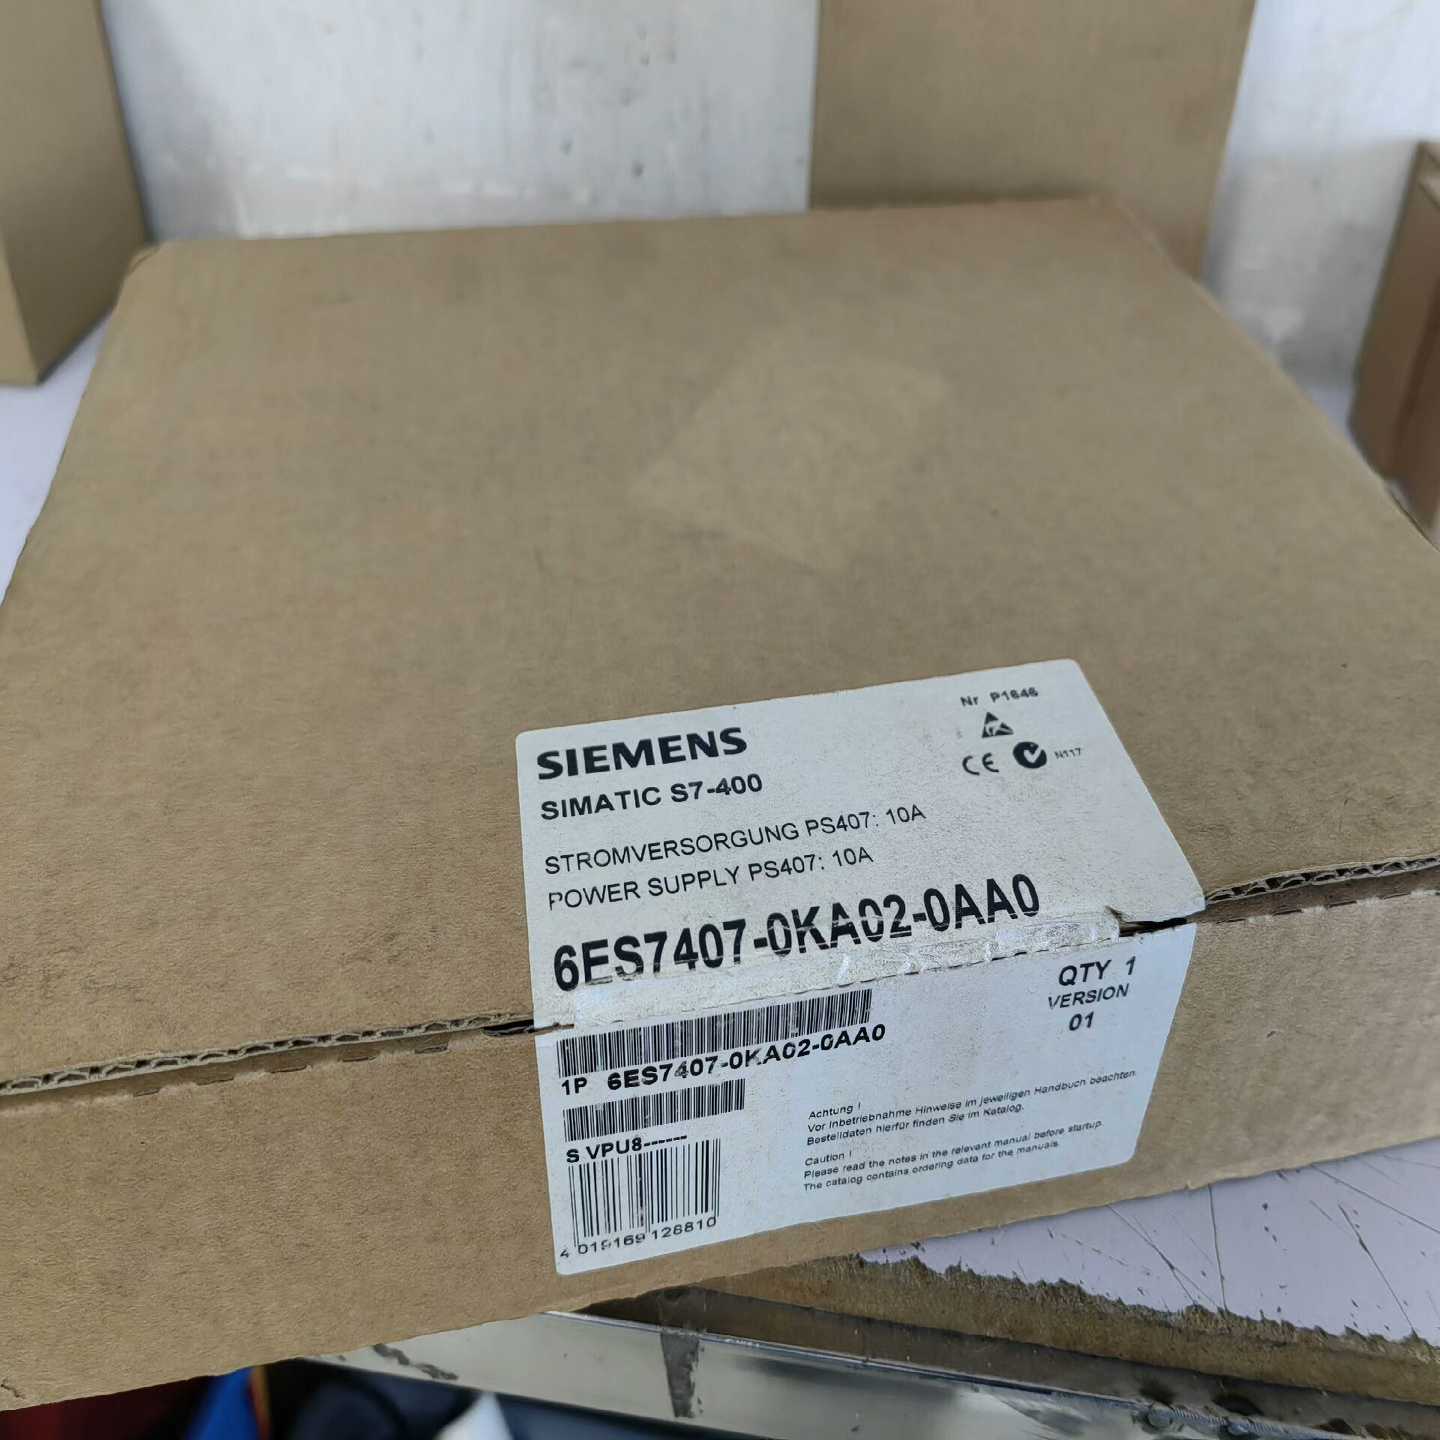 Nr P1646
SIEMENS
CE N117
SIMATIC S7-400
STROMVERSORGUNG PS407: 10A
POWER SUPPLY PS407: 10A
6ES7407-0KA02-0AA0
QTY 1
VERSION
01
1P 6ES7407-0KA02-0AA0
S VPU8------
Achtung !
Vor Inbetriebnahme Hinweise im jeweiligen Handbuch beachten.
Bestelldaten hierfür finden Sie im Katalog.
Caution !
Please read the notes in the relevant manual before startup.
The catalog contains ordering data for the manuals.
4 019169 128810